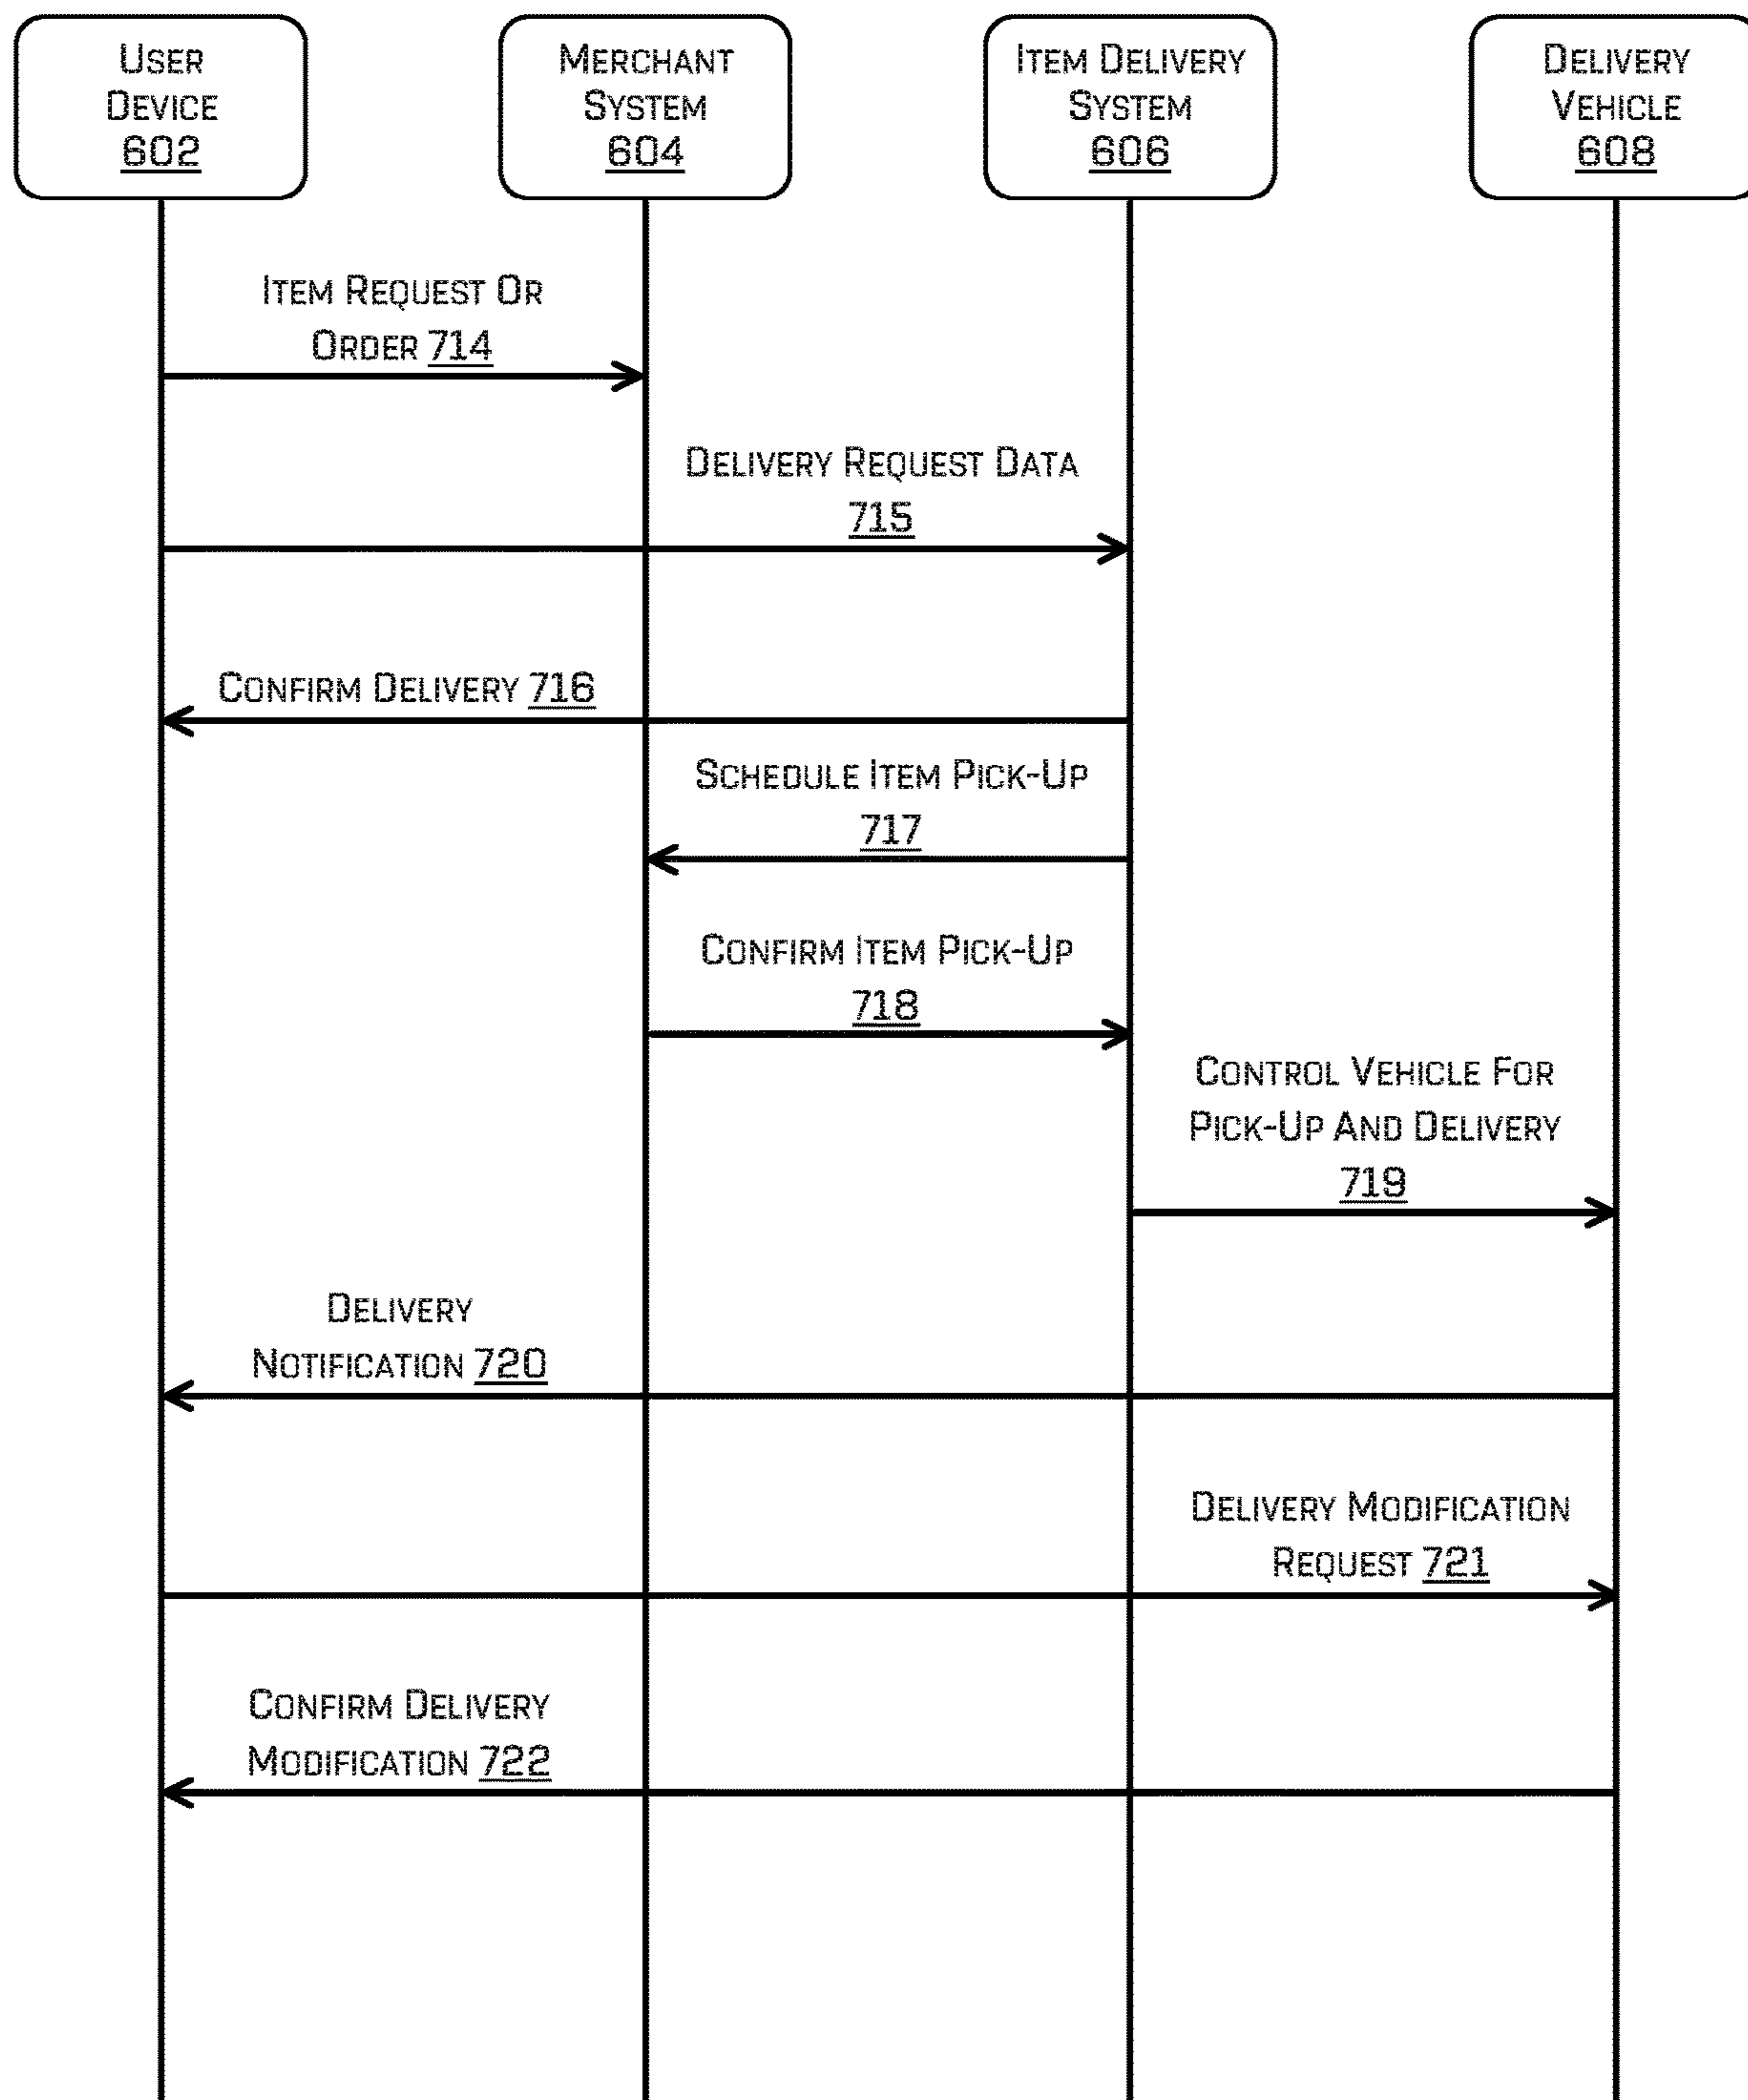 USER
DEVICE
602
MERCHANT
SYSTEM
604
ITEM DELIVERY
SYSTEM
606
DELIVERY
VEHICLE
608
ITEM REQUEST OR
ORDER 714
DELIVERY REQUEST DATA
715
CONFIRM DELIVERY 716
SCHEDULE ITEM PICK-UP
717
CONFIRM ITEM PICK-UP
718
CONTROL VEHICLE FOR
PICK-UP AND DELIVERY
719
DELIVERY
NOTIFICATION 720
DELIVERY MODIFICATION
REQUEST 721
CONFIRM DELIVERY
MODIFICATION 722